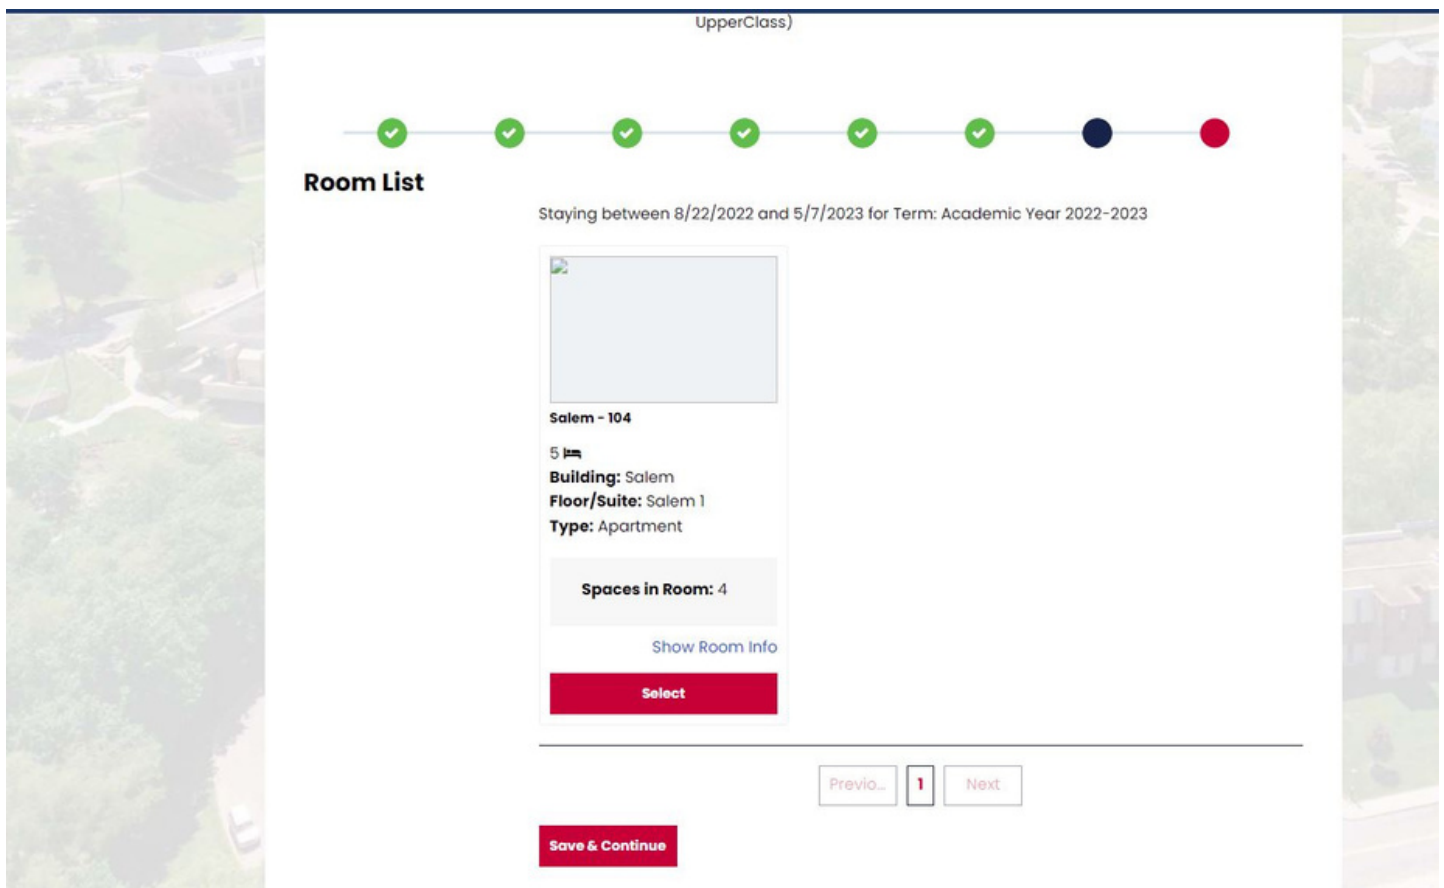 UpperClass)
Room List
Staying between 8/22/2022 and 5/7/2023 for Term: Academic Year 2022-2023
Salem - 104
5
Building: Salem
Floor/Suite: Salem 1
Type: Apartment
Spaces in Room: 4
Show Room Info
Select
Previo... 1 Next
Save & Continue